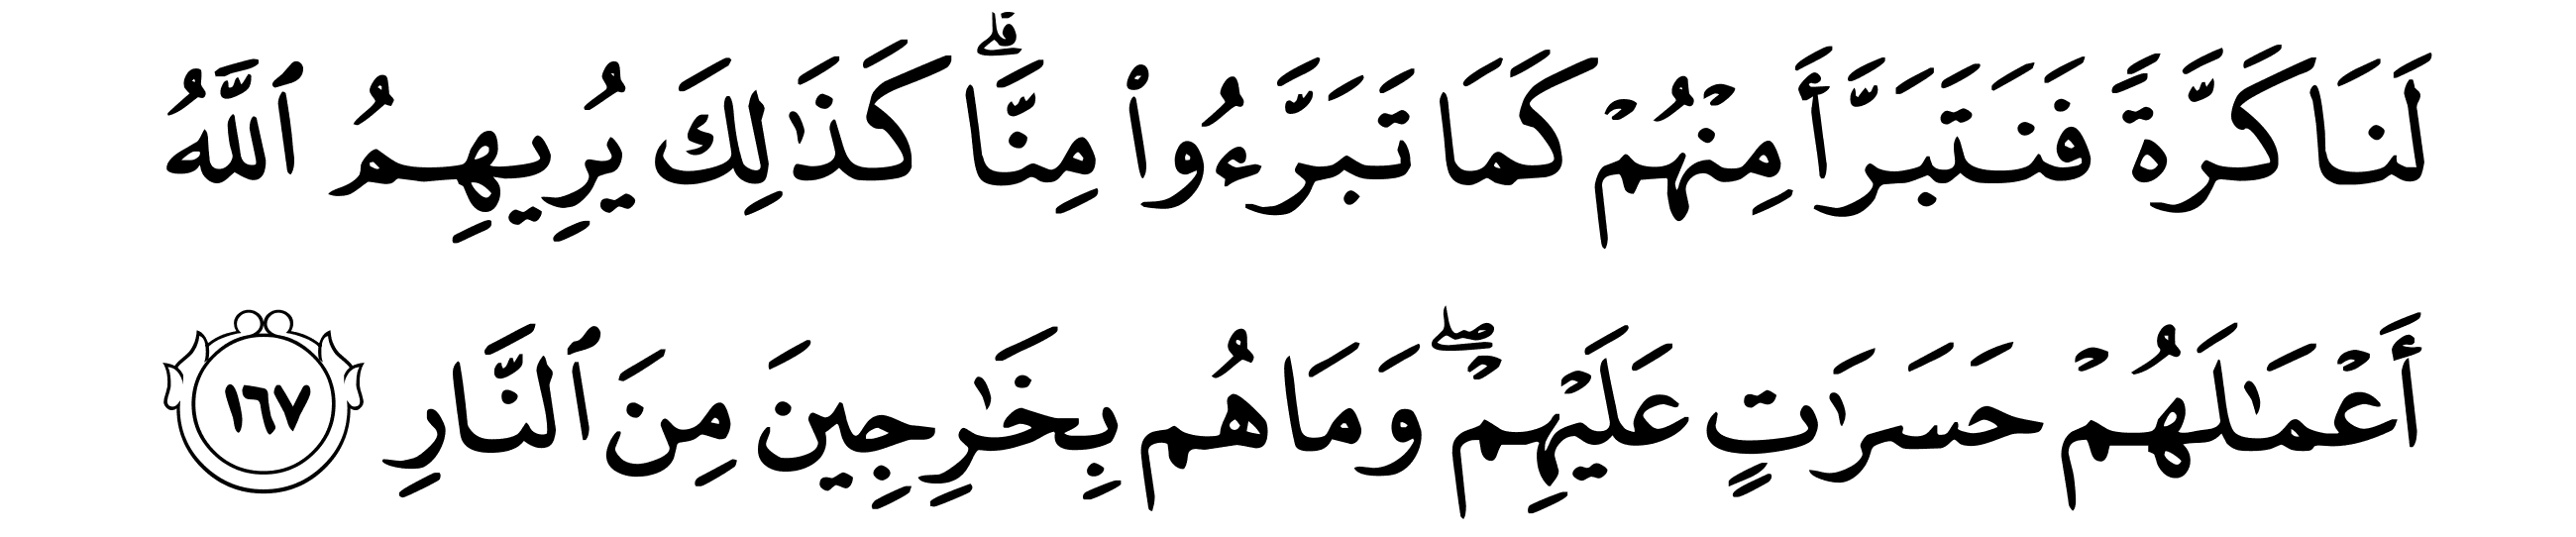 لَنَا كَرَّةٗ فَنَتَبَرَّأَ مِنۡهُمۡ كَمَا تَبَرَّءُواْ مِنَّاۗ كَذَٰلِكَ يُرِيهِمُ ٱللَّهُ
أَعۡمَٰلَهُمۡ حَسَرَٰتٍ عَلَيۡهِمۡۖ وَمَا هُم بِخَٰرِجِينَ مِنَ ٱلنَّارِ ١٦٧